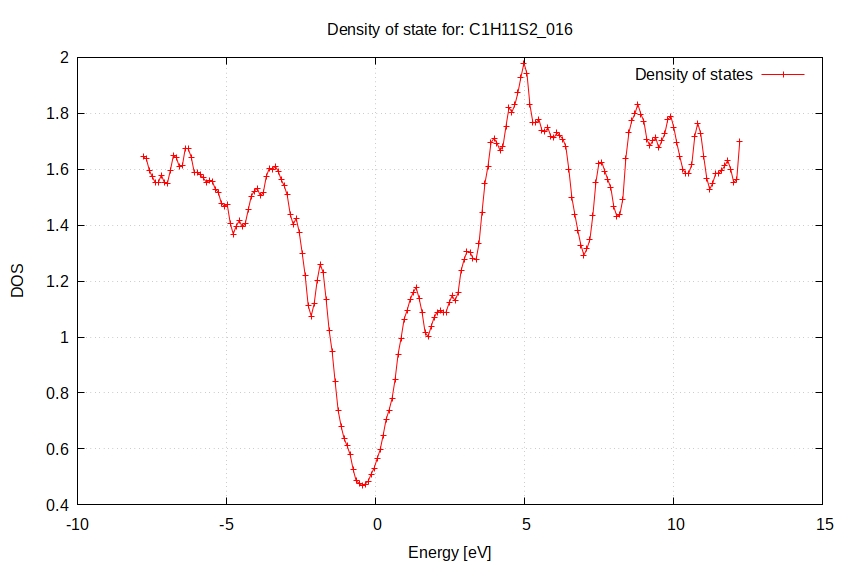 Density of state for: C1H11S2_016
Density of states
DOS
2
1.8
1.6
1.4
1.2
1
0.8
0.6
0.4
-10 -5 0 5 10 15
Energy [eV]